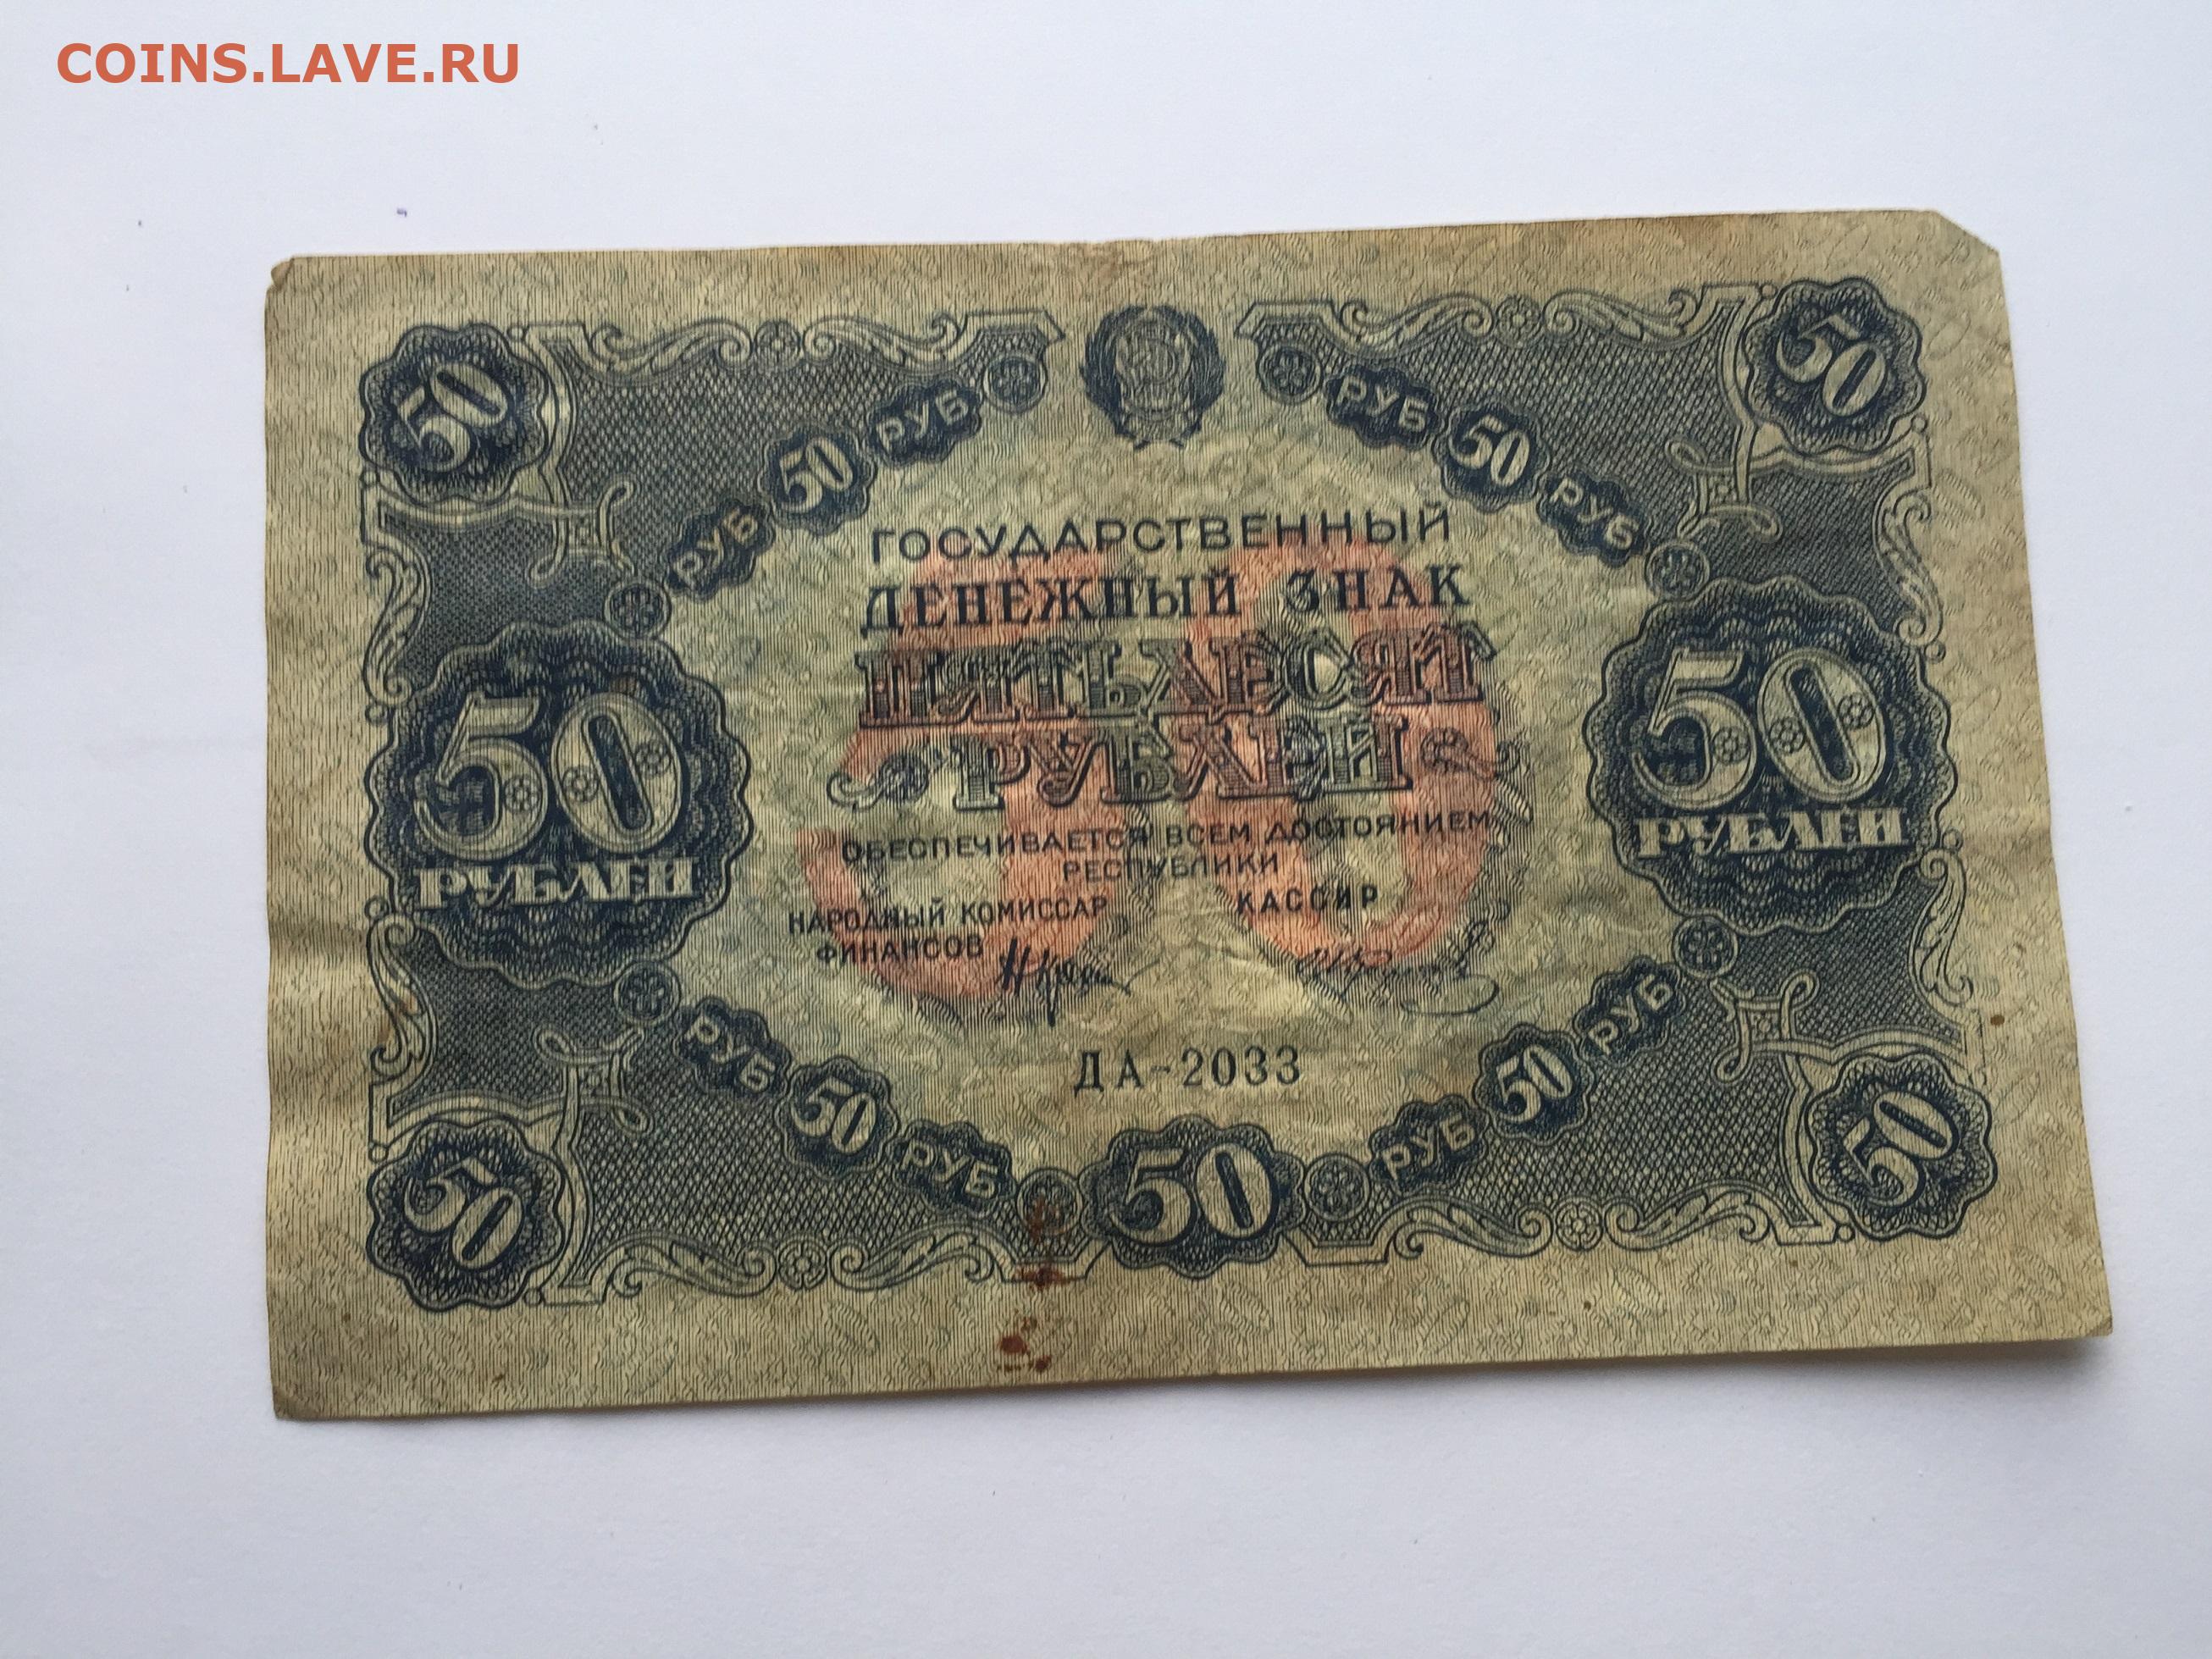 COINS.LAVE.RU
50 50
РУБ 50 РУБ РУБ 50 РУБ
ГОСУДАРСТВЕННЫЙ
ДЕНЕЖНЫЙ ЗНАК
ПЯТЬДЕСЯТ
РУБЛЕЙ
50
РУБЛЕЙ
50
РУБЛЕЙ
50
ОБЕСПЕЧИВАЕТСЯ ВСЕМ ДОСТОЯНИЕМ
РЕСПУБЛИКИ
НАРОДНЫЙ КОМИССАР
ФИНАНСОВ
КАССИР
ДА-2033
РУБ 50 РУБ 50 РУБ 50 РУБ
50 50